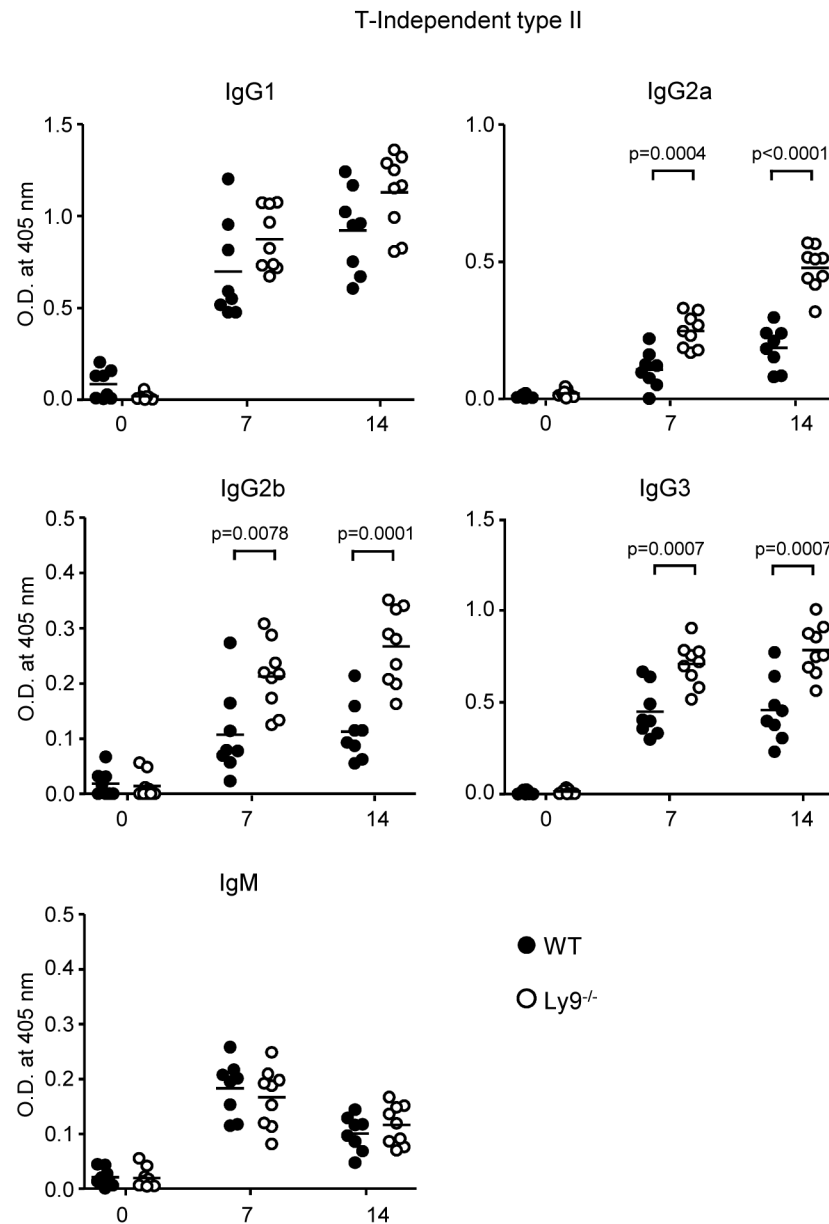 T-Independent type II
IgG1
O.D. at 405 nm
1.5
1.0
0.5
0.0
0 7 14
IgG2a
1.0
0.5
0.0
p=0.0004
p<0.0001
0 7 14
IgG2b
O.D. at 405 nm
0.5
0.4
0.3
0.2
0.1
0.0
p=0.0078
p=0.0001
0 7 14
IgG3
1.5
1.0
0.5
0.0
p=0.0007
p=0.0007
0 7 14
IgM
O.D. at 405 nm
0.5
0.4
0.3
0.2
0.1
0.0
0 7 14
WT
Ly9-/-